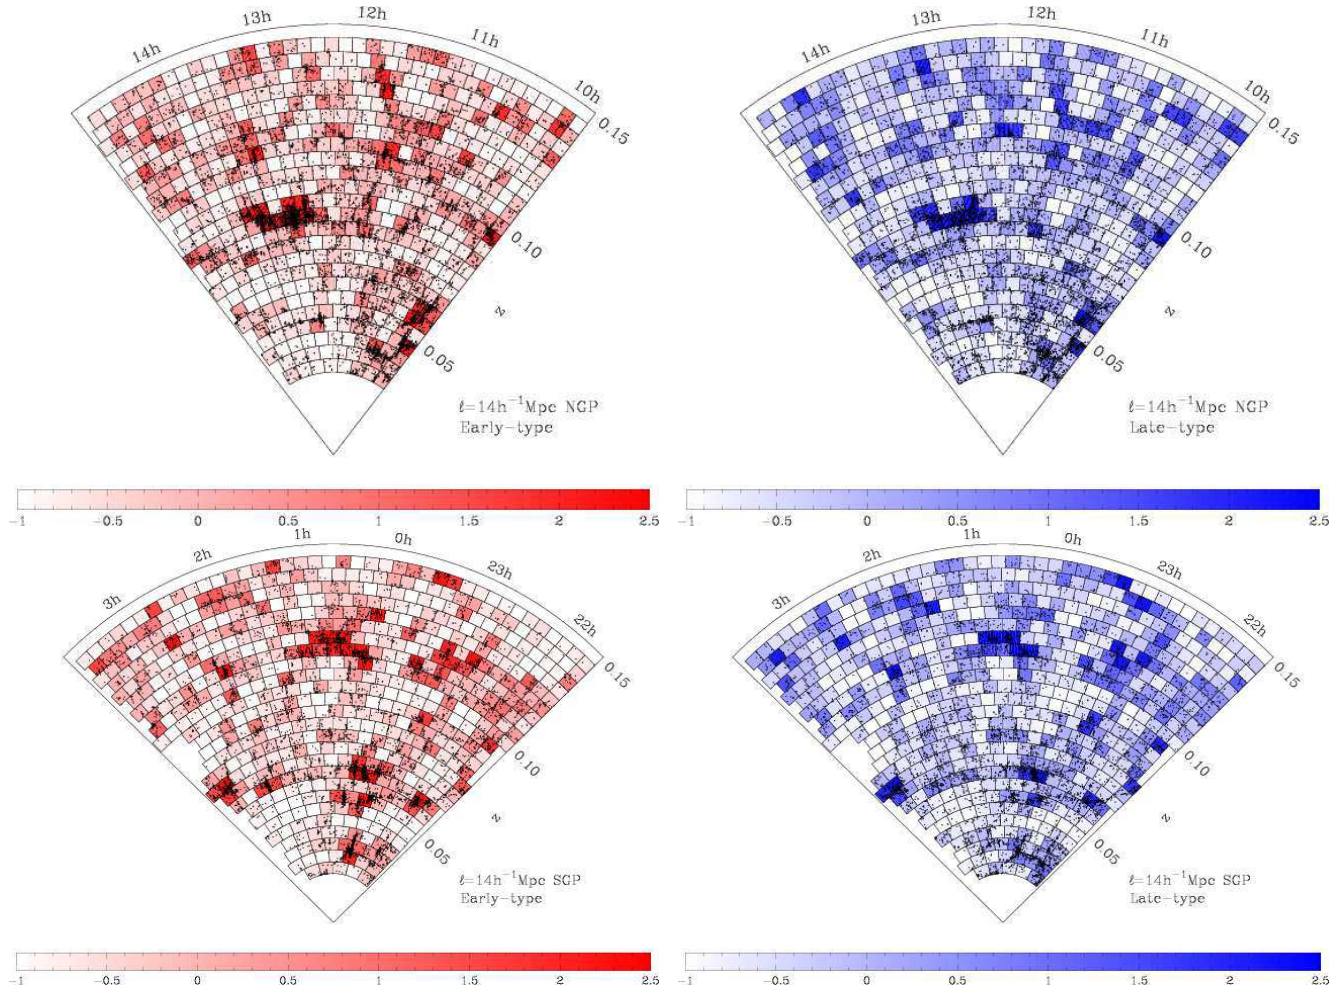 14h 13h 12h 11h 10h
0.15
0.10
z
0.05
ℓ=14h⁻¹Mpc NGP
Early-type
-1 -0.5 0 0.5 1 1.5 2 2.5
14h 13h 12h 11h 10h
0.15
0.10
z
0.05
ℓ=14h⁻¹Mpc NGP
Late-type
-1 -0.5 0 0.5 1 1.5 2 2.5
3h 2h 1h 0h 23h 22h
0.15
0.10
z
0.05
ℓ=14h⁻¹Mpc SGP
Early-type
-1 -0.5 0 0.5 1 1.5 2 2.5
3h 2h 1h 0h 23h 22h
0.15
0.10
z
0.05
ℓ=14h⁻¹Mpc SGP
Late-type
-1 -0.5 0 0.5 1 1.5 2 2.5